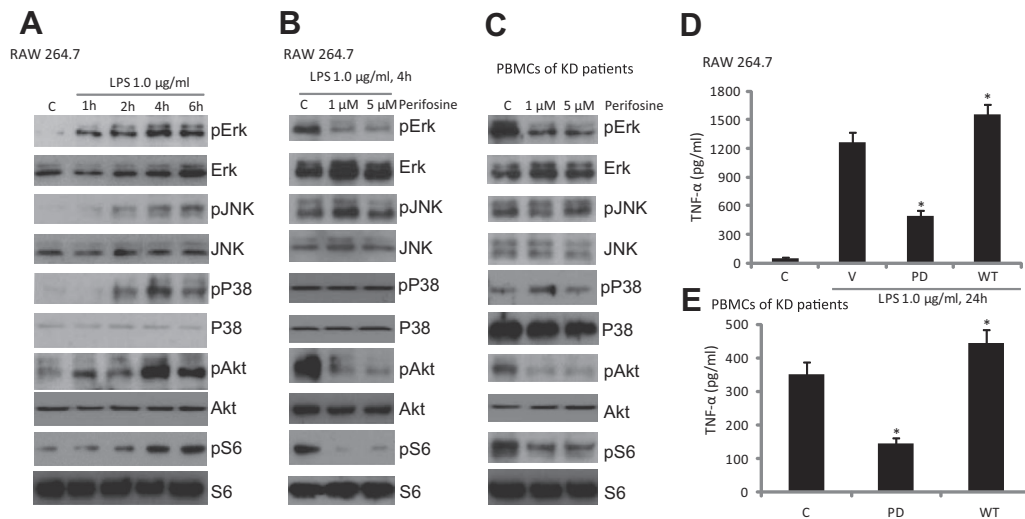 A
RAW 264.7
LPS 1.0 µg/ml
C 1h 2h 4h 6h
pErk
Erk
pJNK
JNK
pP38
P38
pAkt
Akt
pS6
S6
B
RAW 264.7
LPS 1.0 µg/ml, 4h
C 1 µM 5 µM Perifosine
pErk
Erk
pJNK
JNK
pP38
P38
pAkt
Akt
pS6
S6
C
PBMCs of KD patients
C 1 µM 5 µM Perifosine
pErk
Erk
pJNK
JNK
pP38
P38
pAkt
Akt
pS6
S6
D
RAW 264.7
TNF-α (pg/ml)
1800
1500
1200
900
600
300
0
*
*
C V PD WT
LPS 1.0 µg/ml, 24h
E
PBMCs of KD patients
TNF-α (pg/ml)
500
400
300
200
100
0
*
*
C PD WT